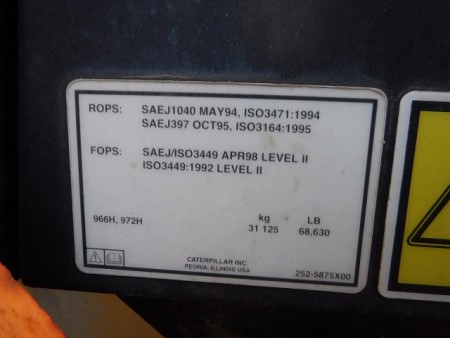 ROPS: SAEJ1040 MAY94, ISO3471:1994
SAEJ397 OCT95, ISO3164:1995
FOPS: SAE/ISO3449 APR98 LEVEL II
ISO3449:1992 LEVEL II
kg LB
966H, 972H 31 125 68,630
CATERPILLAR INC.
PEORIA, ILLINOIS USA
252-5875X00